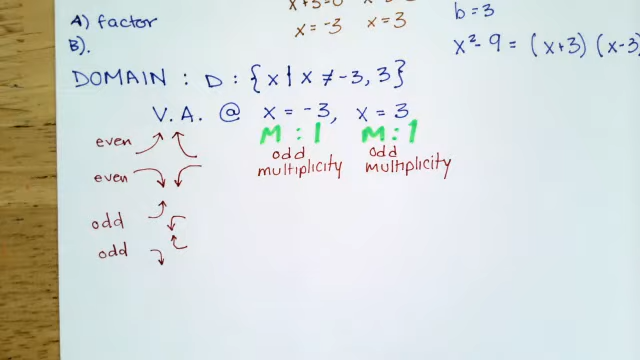 x = -3 x = 3
b = 3
A) factor
B).
x² - 9 = (x+3) (x-3)
DOMAIN : D : {x | x ≠ -3, 3}
V. A. @ x = -3, x = 3
M : 1 M : 1
even
odd multiplicity odd multiplicity
even
odd
odd